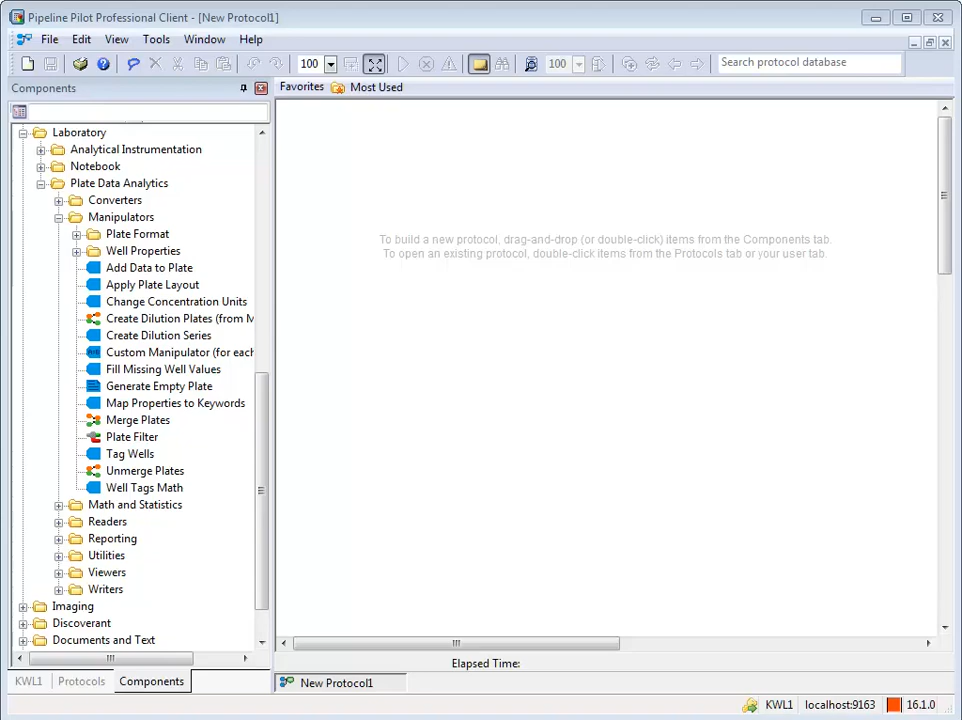 Pipeline Pilot Professional Client - [New Protocol1]
File Edit View Tools Window Help
100 100 Search protocol database
Components
Favorites Most Used
Laboratory
Analytical Instrumentation
Notebook
Plate Data Analytics
Converters
Manipulators
Plate Format
Well Properties
Add Data to Plate
Apply Plate Layout
Change Concentration Units
Create Dilution Plates (from M
Create Dilution Series
Custom Manipulator (for each
Fill Missing Well Values
Generate Empty Plate
Map Properties to Keywords
Merge Plates
Plate Filter
Tag Wells
Unmerge Plates
Well Tags Math
Math and Statistics
Readers
Reporting
Utilities
Viewers
Writers
Imaging
Discoverant
Documents and Text
To build a new protocol, drag-and-drop (or double-click) items from the Components tab.
To open an existing protocol, double-click items from the Protocols tab or your user tab.
Elapsed Time:
KWL1 Protocols Components
New Protocol1
KWL1 localhost:9163 16.1.0